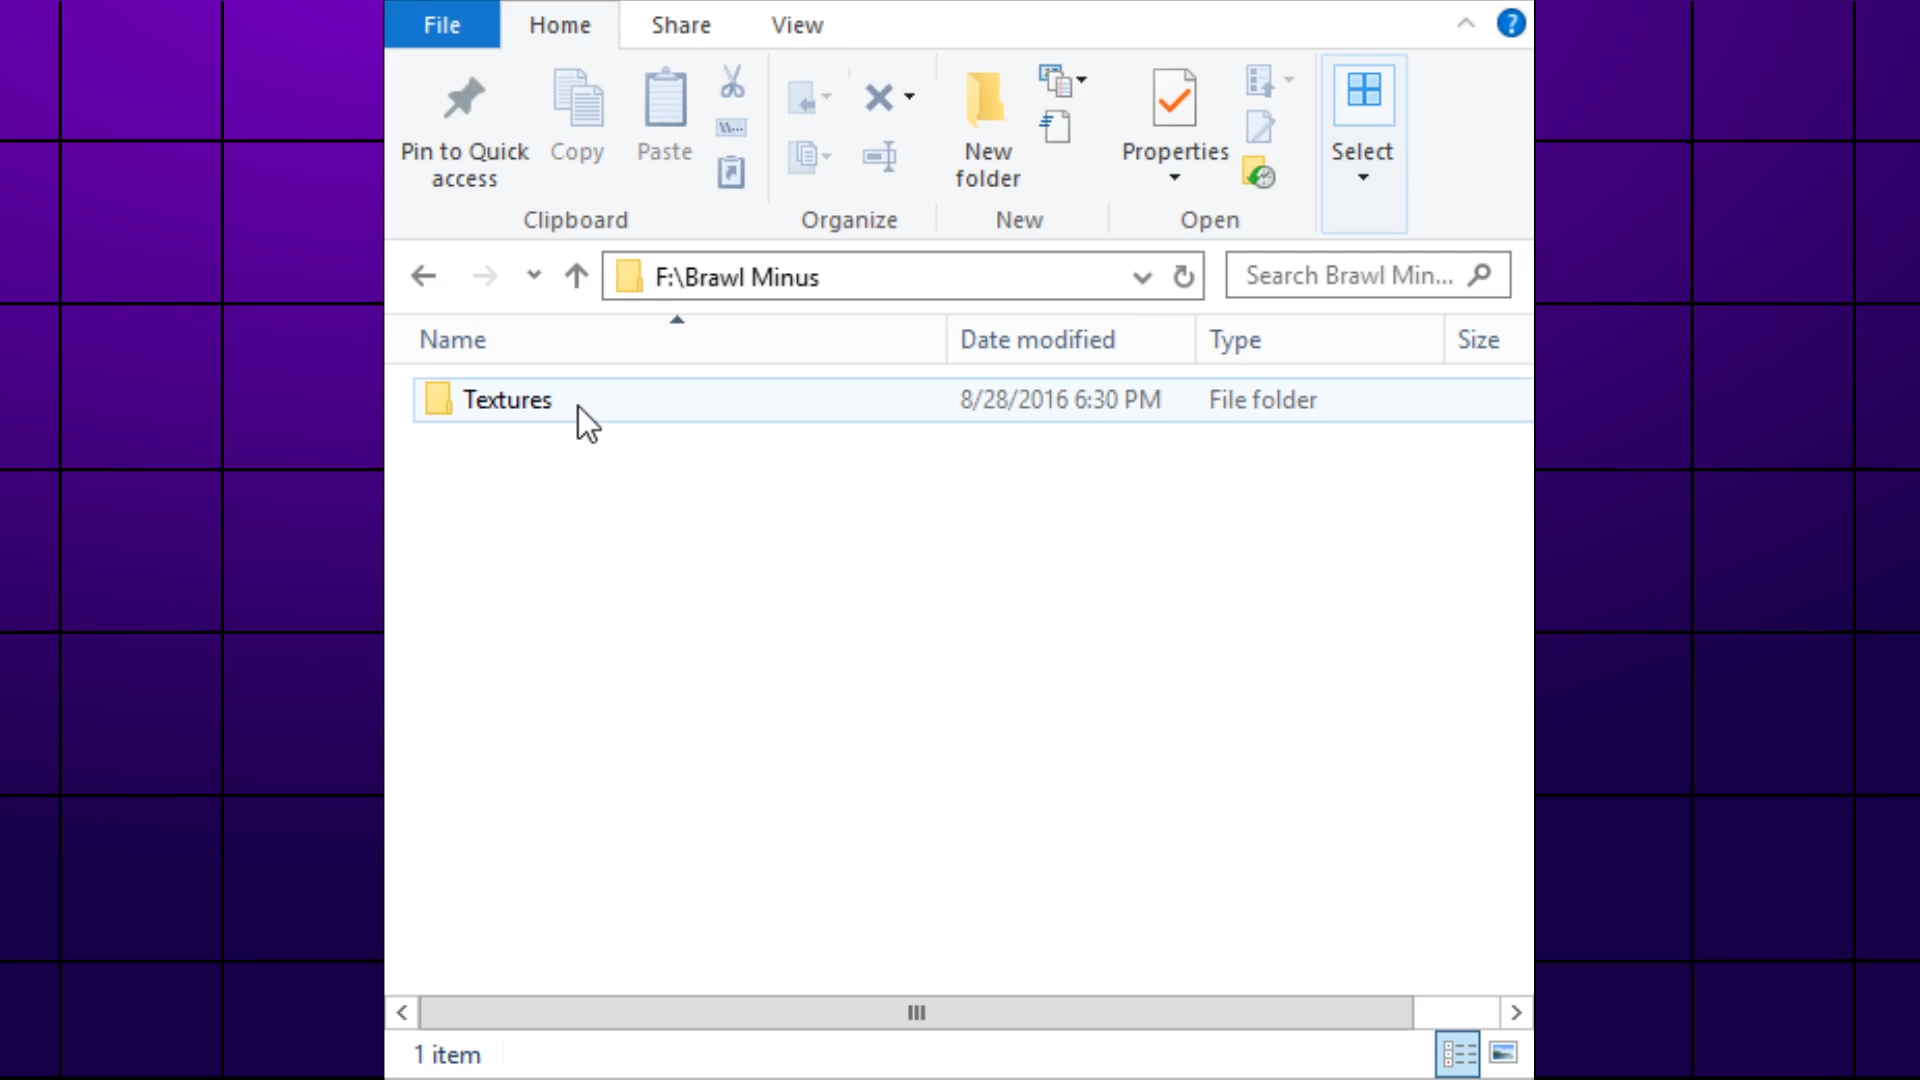 File Home Share View
Pin to Quick access
Copy
Paste
New folder
Properties
Select
Clipboard Organize New Open
F:\Brawl Minus
Search Brawl Min...
Name Date modified Type Size
Textures 8/28/2016 6:30 PM File folder
1 item